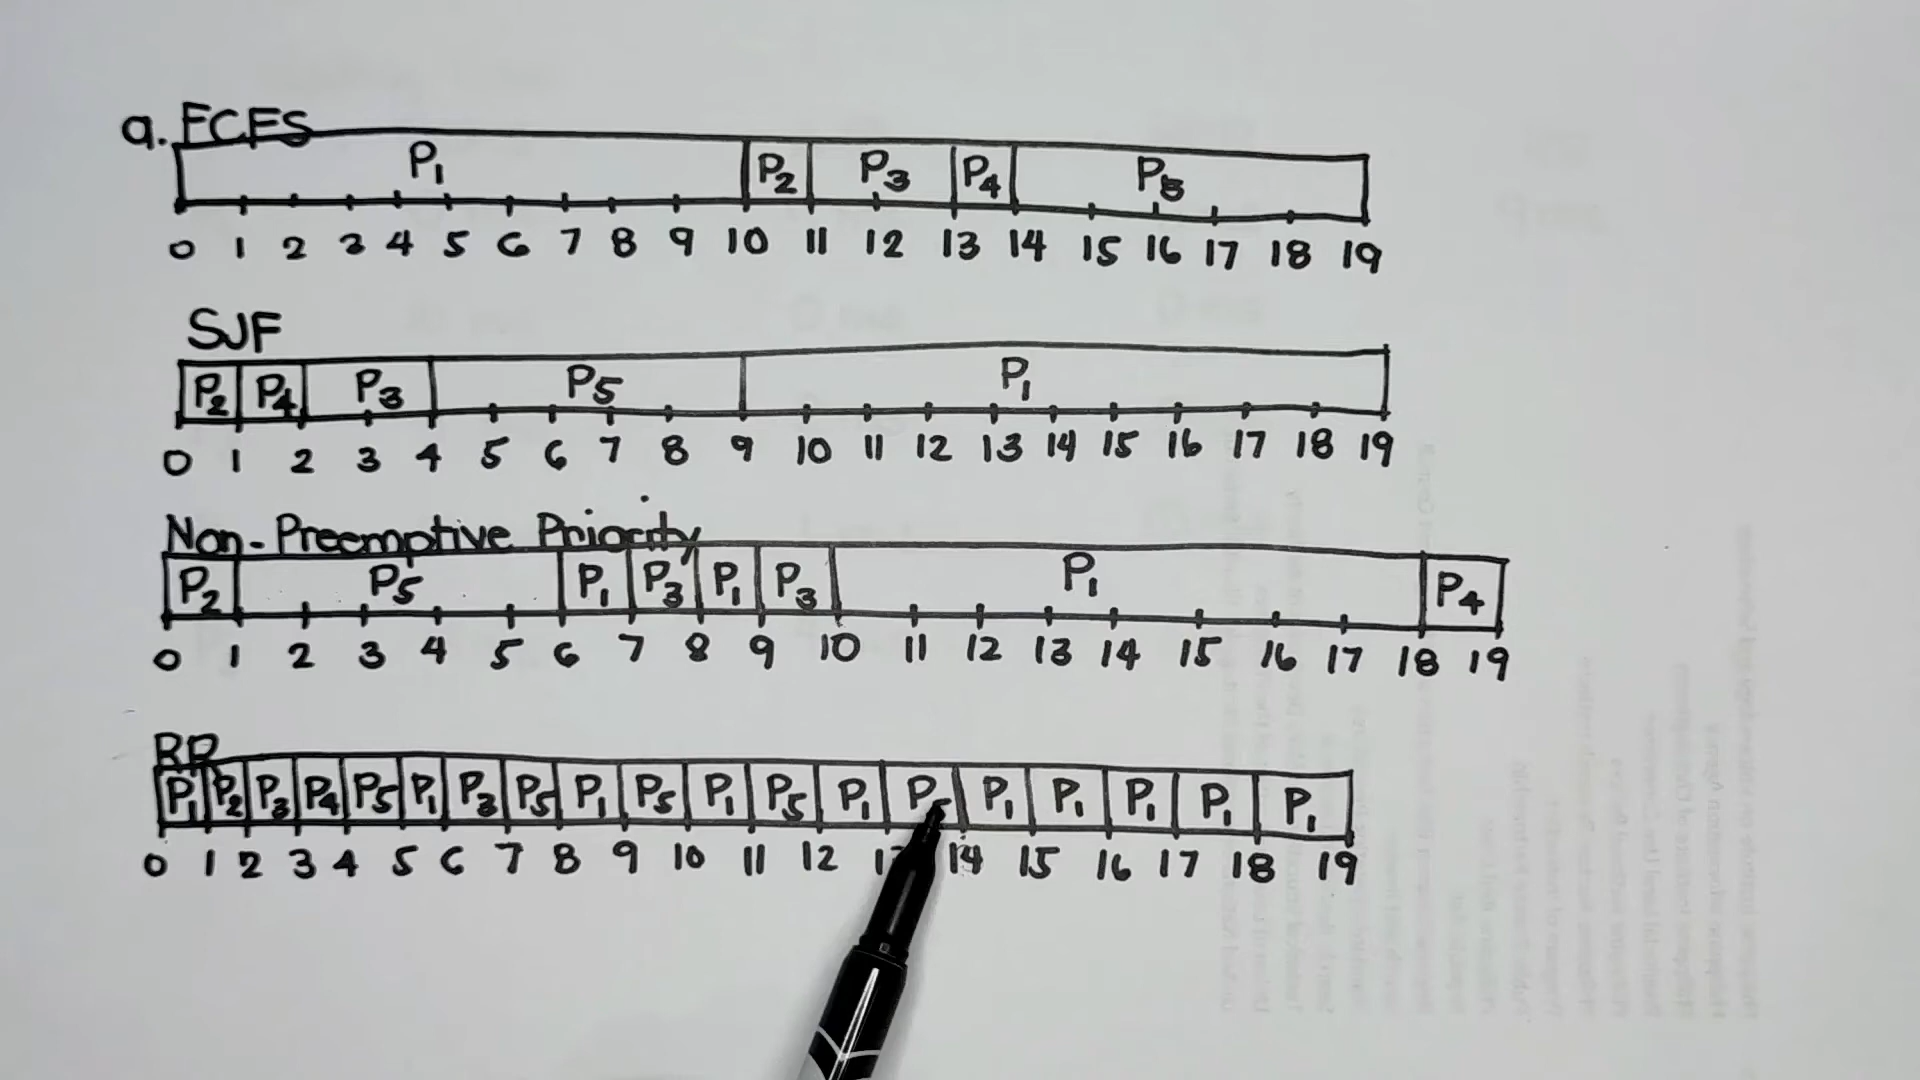 a. FCFS
P1 P2 P3 P4 P5
0 1 2 3 4 5 6 7 8 9 10 11 12 13 14 15 16 17 18 19
SJF
P2 P4 P3 P5 P1
0 1 2 3 4 5 6 7 8 9 10 11 12 13 14 15 16 17 18 19
Non-Preemptive Priority
P2 P5 P1 P3 P1 P3 P1 P4
0 1 2 3 4 5 6 7 8 9 10 11 12 13 14 15 16 17 18 19
RR
P1 P2 P3 P4 P5 P1 P3 P5 P1 P5 P1 P5 P1 P5 P1 P1 P1 P1 P1
0 1 2 3 4 5 6 7 8 9 10 11 12 14 15 16 17 18 19